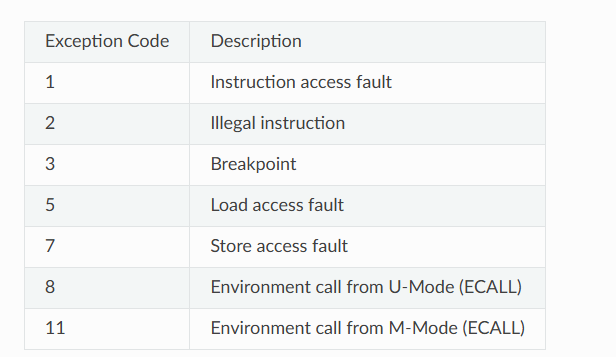 Exception Code Description
1 Instruction access fault
2 Illegal instruction
3 Breakpoint
5 Load access fault
7 Store access fault
8 Environment call from U-Mode (ECALL)
11 Environment call from M-Mode (ECALL)